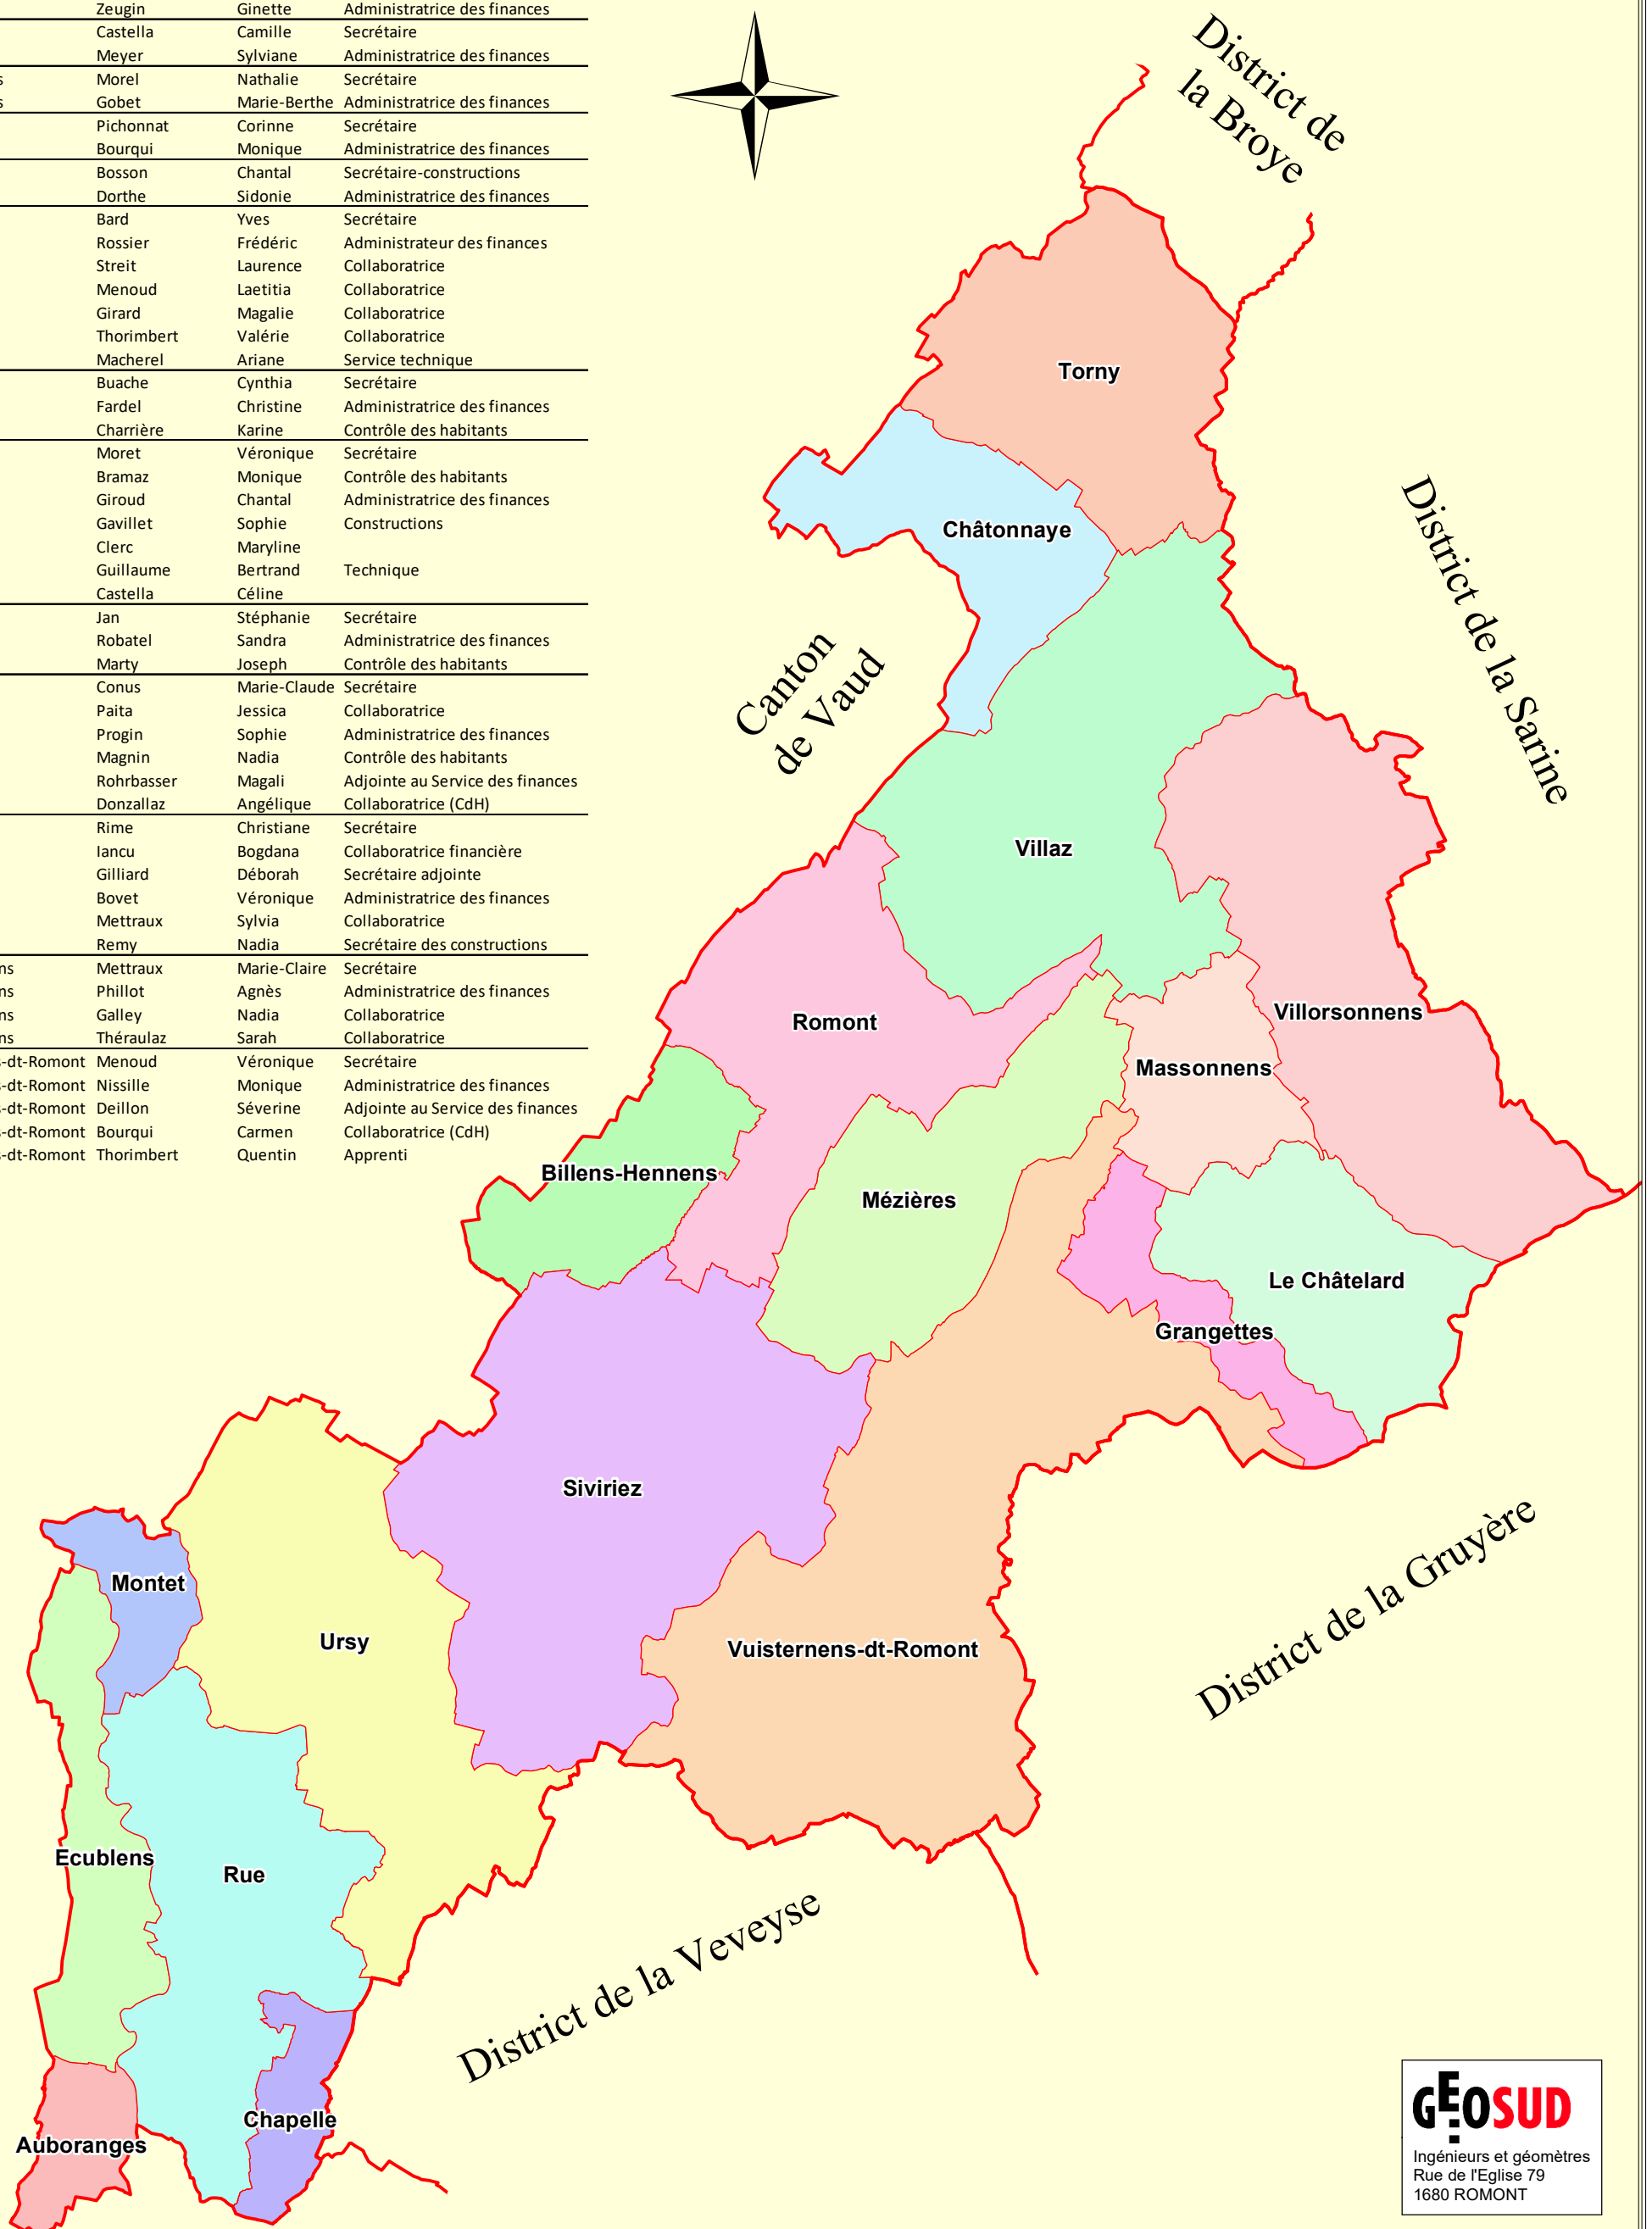 Zeugin Ginette Administratrice des finances
Castella Camille Secrétaire
Meyer Sylviane Administratrice des finances
s Morel Nathalie Secrétaire
s Gobet Marie-Berthe Administratrice des finances
Pichonnat Corinne Secrétaire
Bourqui Monique Administratrice des finances
Bosson Chantal Secrétaire-constructions
Dorthe Sidonie Administratrice des finances
Bard Yves Secrétaire
Rossier Frédéric Administrateur des finances
Streit Laurence Collaboratrice
Menoud Laetitia Collaboratrice
Girard Magalie Collaboratrice
Thorimbert Valérie Collaboratrice
Macherel Ariane Service technique
Buache Cynthia Secrétaire
Fardel Christine Administratrice des finances
Charrière Karine Contrôle des habitants
Moret Véronique Secrétaire
Bramaz Monique Contrôle des habitants
Giroud Chantal Administratrice des finances
Gavillet Sophie Constructions
Clerc Maryline
Guillaume Bertrand Technique
Castella Céline
Jan Stéphanie Secrétaire
Robatel Sandra Administratrice des finances
Marty Joseph Contrôle des habitants
Conus Marie-Claude Secrétaire
Paita Jessica Collaboratrice
Progin Sophie Administratrice des finances
Magnin Nadia Contrôle des habitants
Rohrbasser Magali Adjointe au Service des finances
Donzallaz Angélique Collaboratrice (CdH)
Rime Christiane Secrétaire
Iancu Bogdana Collaboratrice financière
Gilliard Déborah Secrétaire adjointe
Bovet Véronique Administratrice des finances
Mettraux Sylvia Collaboratrice
Remy Nadia Secrétaire des constructions
ns Mettraux Marie-Claire Secrétaire
ns Phillot Agnès Administratrice des finances
ns Galley Nadia Collaboratrice
ns Théraulaz Sarah Collaboratrice
s-dt-Romont Menoud Véronique Secrétaire
s-dt-Romont Nissille Monique Administratrice des finances
s-dt-Romont Deillon Séverine Adjointe au Service des finances
s-dt-Romont Bourqui Carmen Collaboratrice (CdH)
s-dt-Romont Thorimbert Quentin Apprenti
District de
la Broye
Torny
Châtonnaye
District de la Sarine
Canton
de Vaud
Villaz
Villorsonnens
Romont
Massonnens
Billens-Hennens
Mézières
Le Châtelard
Grangettes
Siviriez
Montet
Ursy
Vuisternens-dt-Romont
District de la Gruyère
Ecublens
Rue
District de la Veveyse
Chapelle
Auboranges
GEOSUD
Ingénieurs et géomètres
Rue de l'Eglise 79
1680 ROMONT